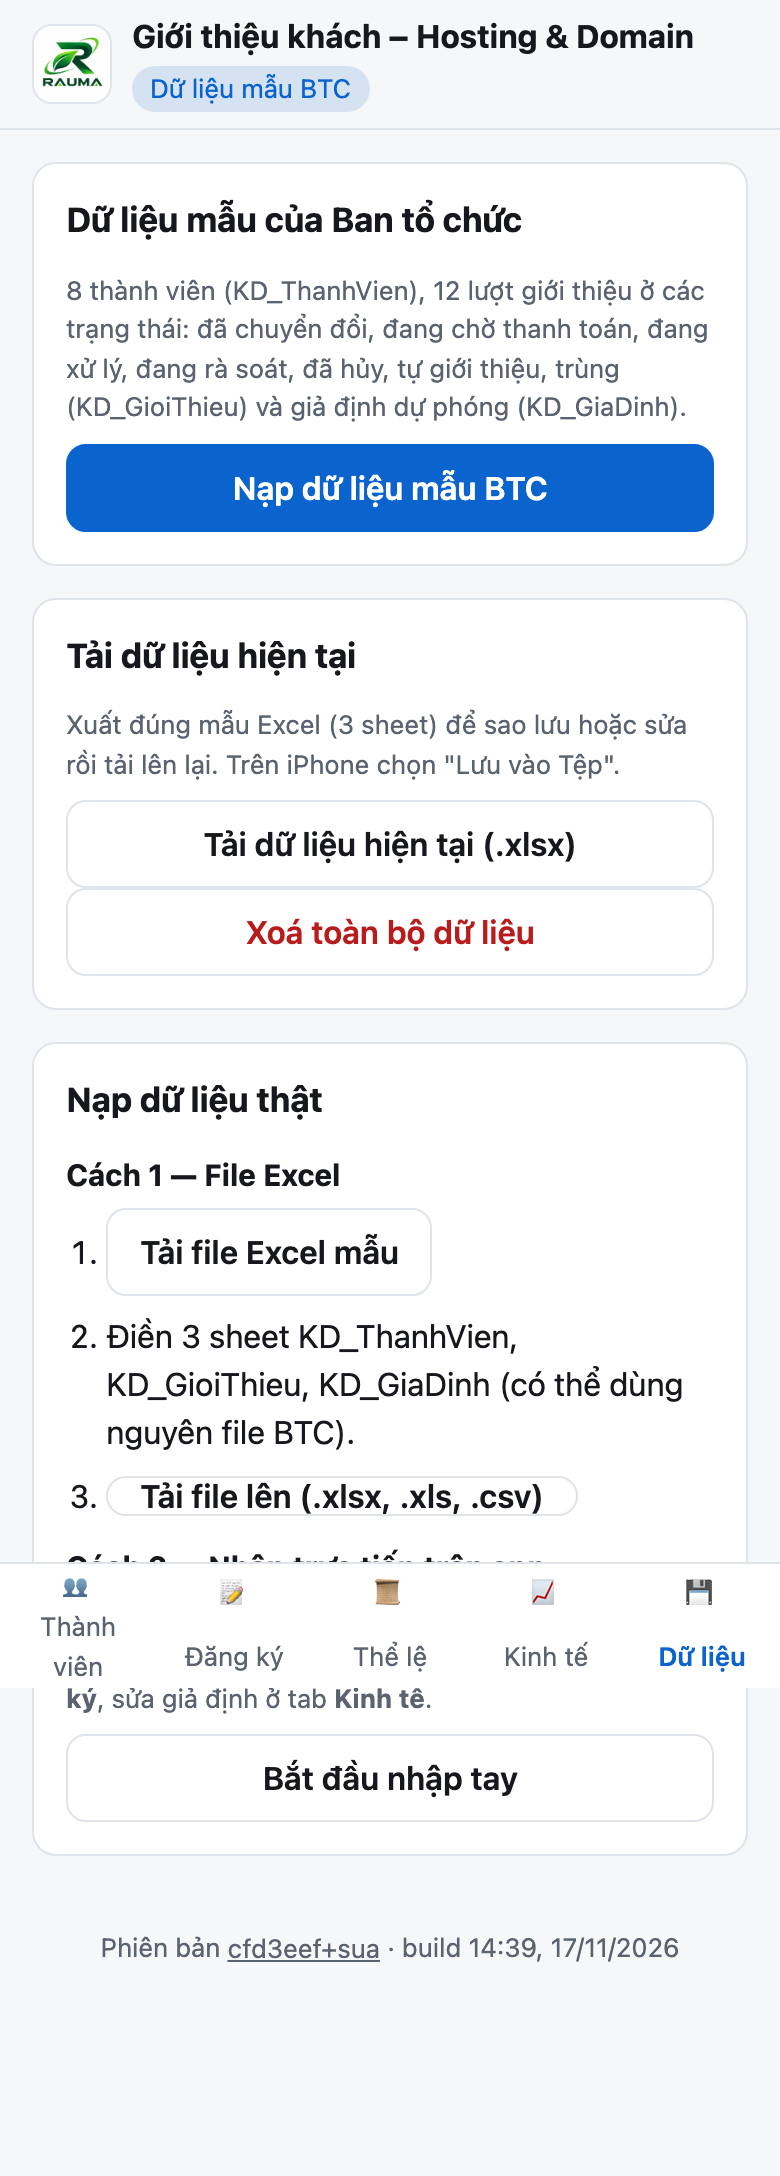 RAUMA
Giới thiệu khách – Hosting & Domain
Dữ liệu mẫu BTC
Dữ liệu mẫu của Ban tổ chức
8 thành viên (KD_ThanhVien), 12 lượt giới thiệu ở các
trạng thái: đã chuyển đổi, đang chờ thanh toán, đang
xử lý, đang rà soát, đã hủy, tự giới thiệu, trùng
(KD_GioiThieu) và giả định dự phóng (KD_GiaDinh).
Nạp dữ liệu mẫu BTC
Tải dữ liệu hiện tại
Xuất đúng mẫu Excel (3 sheet) để sao lưu hoặc sửa
rồi tải lên lại. Trên iPhone chọn "Lưu vào Tệp".
Tải dữ liệu hiện tại (.xlsx)
Xoá toàn bộ dữ liệu
Nạp dữ liệu thật
Cách 1 — File Excel
1. Tải file Excel mẫu
2. Điền 3 sheet KD_ThanhVien,
KD_GioiThieu, KD_GiaDinh (có thể dùng
nguyên file BTC).
3. Tải file lên (.xlsx, .xls, .csv)
Thành
viên
Đăng ký
Thể lệ
Kinh tế
Dữ liệu
ký, sửa giả định ở tab Kinh tế.
Bắt đầu nhập tay
Phiên bản cfd3eef+sua · build 14:39, 17/11/2026